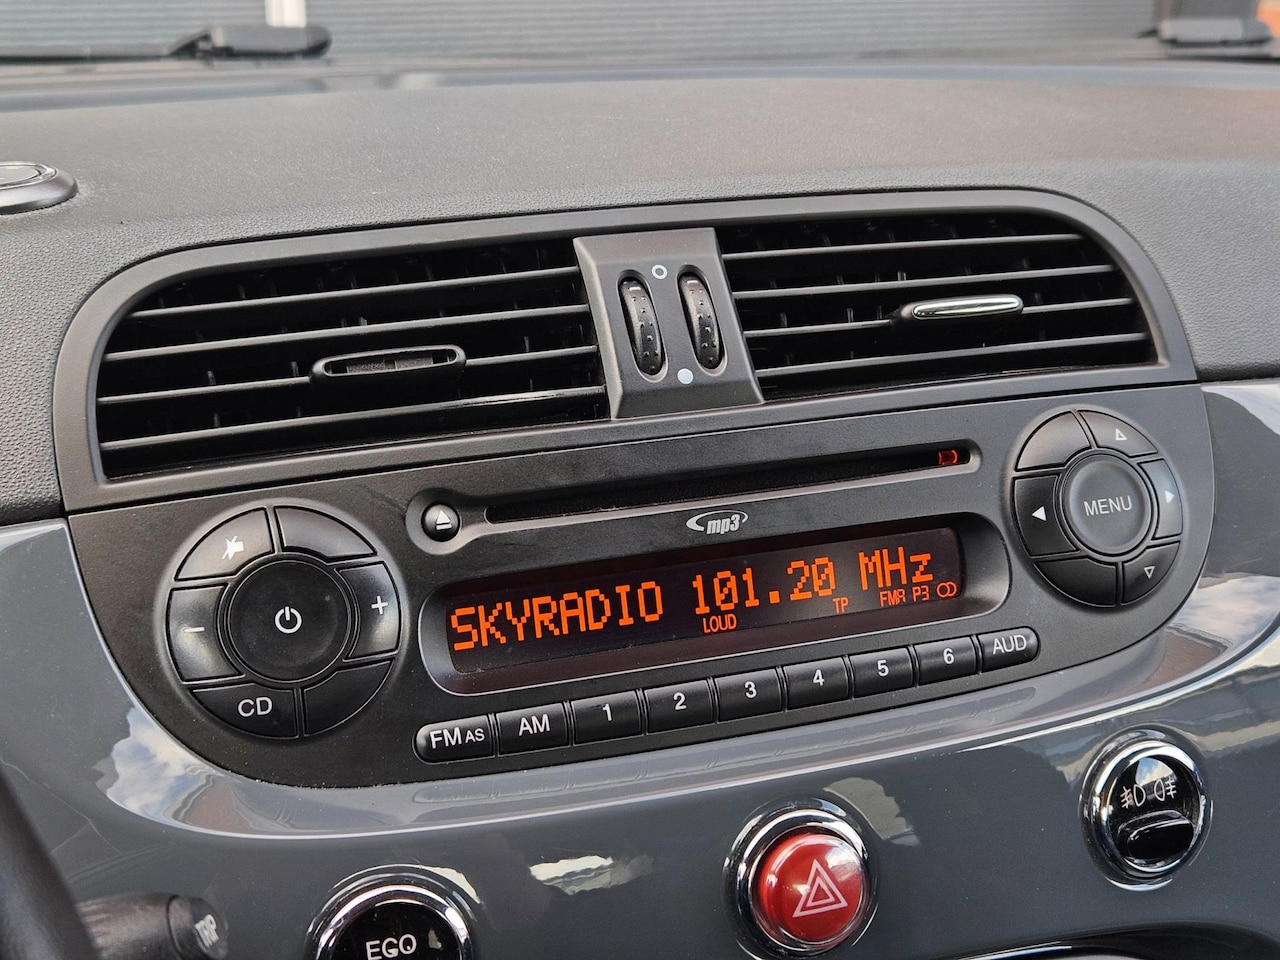 mp3
MENU
SKYRADIO 101.20 MHz
LOUD TP FMA P3
CD
FM AS AM 1 2 3 4 5 6 AUD
ECO